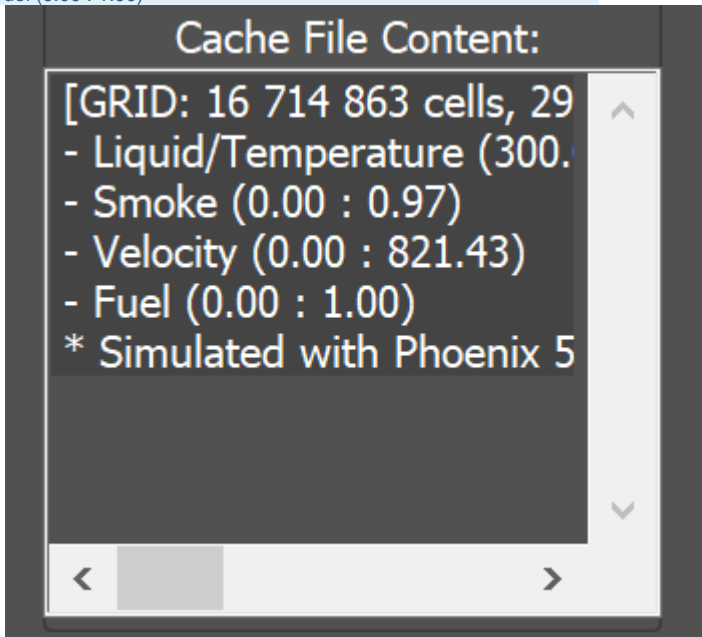 Cache File Content:
[GRID: 16 714 863 cells, 29
- Liquid/Temperature (300.
- Smoke (0.00 : 0.97)
- Velocity (0.00 : 821.43)
- Fuel (0.00 : 1.00)
* Simulated with Phoenix 5